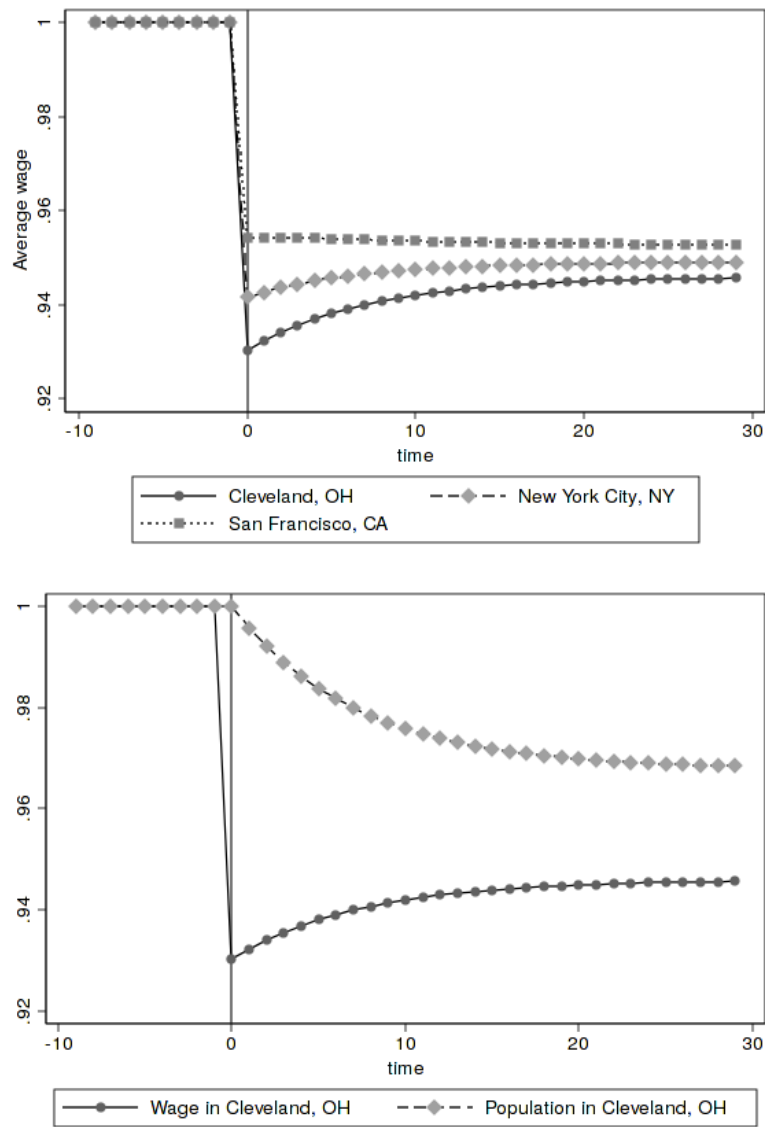 1
.98
.96
.94
.92
Average wage
-10 0 10 20 30
time
Cleveland, OH New York City, NY
San Francisco, CA
1
.98
.96
.94
.92
-10 0 10 20 30
time
Wage in Cleveland, OH Population in Cleveland, OH